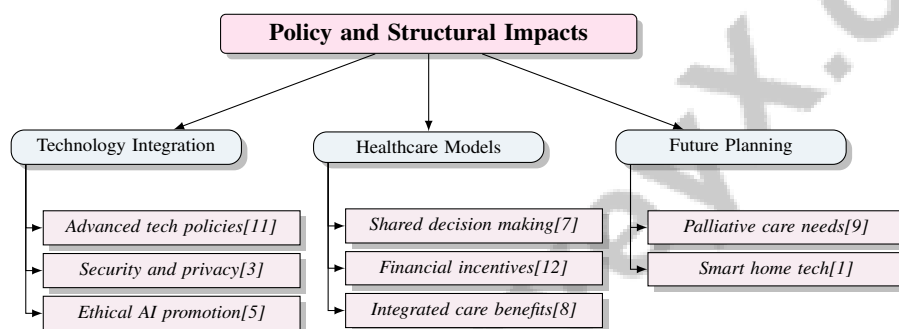 Policy and Structural Impacts
Technology Integration
Healthcare Models
Future Planning
Advanced tech policies[11]
Security and privacy[3]
Ethical AI promotion[5]
Shared decision making[7]
Financial incentives[12]
Integrated care benefits[8]
Palliative care needs[9]
Smart home tech[1]